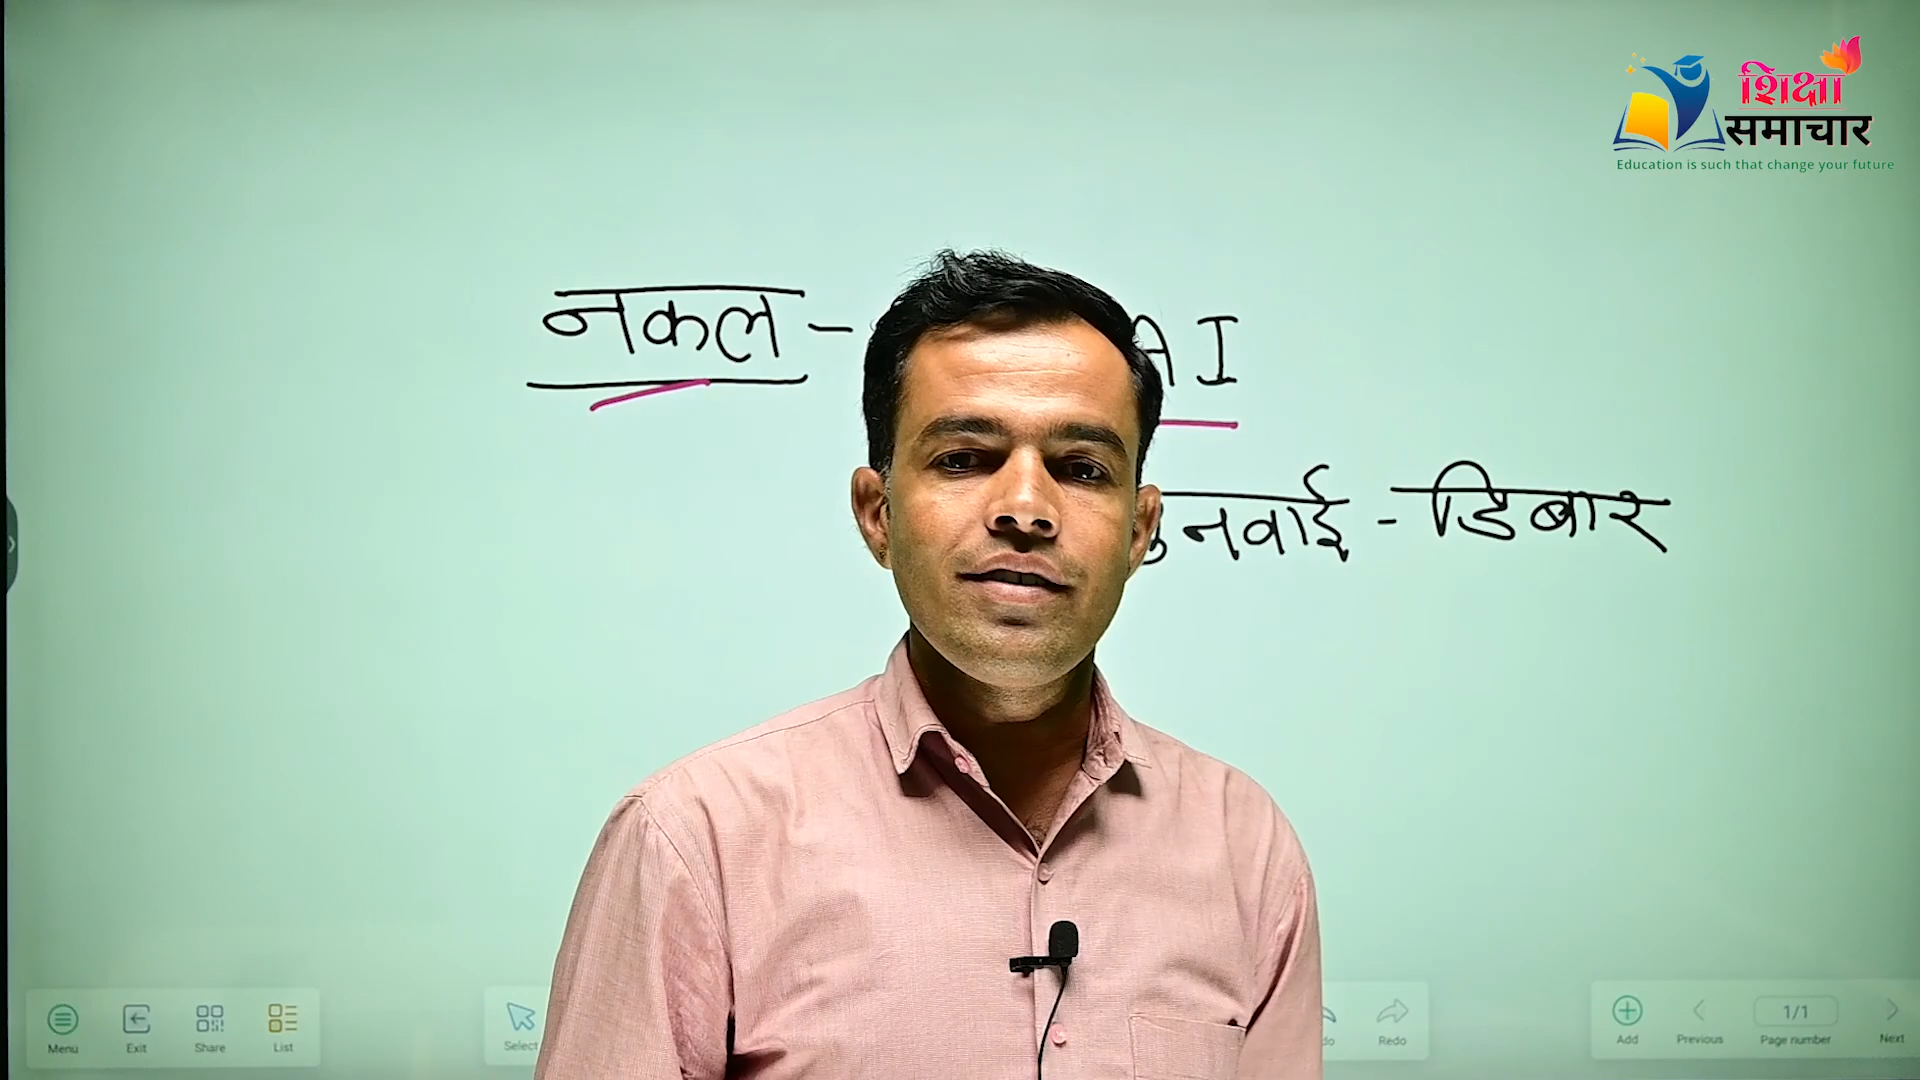 शिक्षा
समाचार
Education is such that change your future
नकल - AI
नवाई - डिबार
Menu
Exit
Share
List
Select
Redo
Add
Previous
1/1
Page number
Next